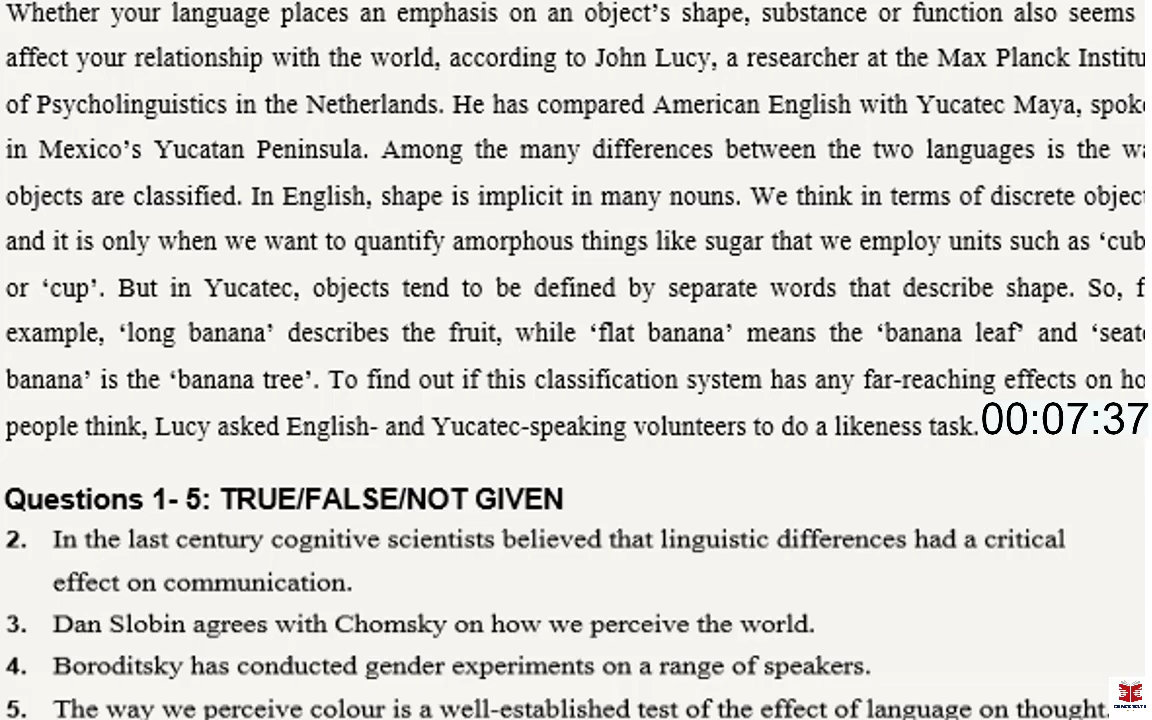 Whether your language places an emphasis on an object's shape, substance or function also seems
affect your relationship with the world, according to John Lucy, a researcher at the Max Planck Institu
of Psycholinguistics in the Netherlands. He has compared American English with Yucatec Maya, spok
in Mexico's Yucatan Peninsula. Among the many differences between the two languages is the wa
objects are classified. In English, shape is implicit in many nouns. We think in terms of discrete objec
and it is only when we want to quantify amorphous things like sugar that we employ units such as ‘cub
or ‘cup’. But in Yucatec, objects tend to be defined by separate words that describe shape. So, f
example, ‘long banana’ describes the fruit, while ‘flat banana’ means the ‘banana leaf’ and ‘seat
banana’ is the ‘banana tree’. To find out if this classification system has any far-reaching effects on ho
people think, Lucy asked English- and Yucatec-speaking volunteers to do a likeness task.
00:07:37
Questions 1- 5: TRUE/FALSE/NOT GIVEN
2. In the last century cognitive scientists believed that linguistic differences had a critical
effect on communication.
3. Dan Slobin agrees with Chomsky on how we perceive the world.
4. Boroditsky has conducted gender experiments on a range of speakers.
5. The way we perceive colour is a well-established test of the effect of language on thought.